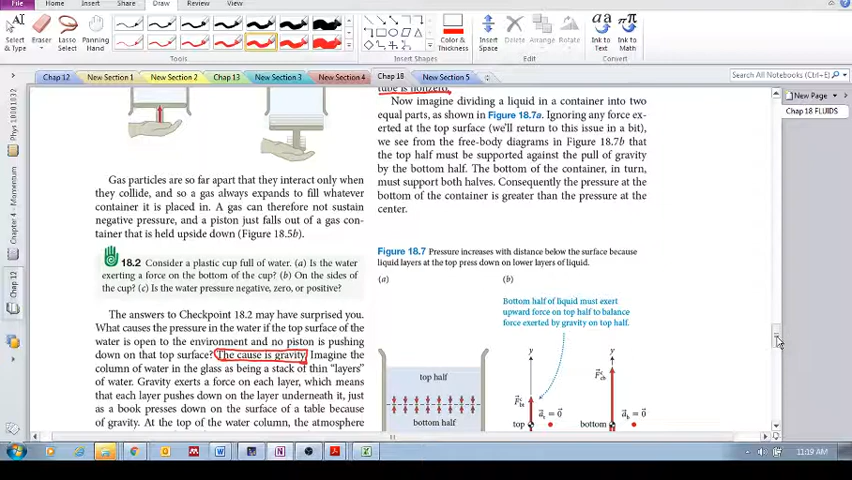 File Home Insert Share Draw Review View
Select & Type
Eraser
Lasso Select
Panning Hand
Tools
Insert Shapes
Color & Thickness
Insert Space
Delete
Arrange
Rotate
Edit
Ink to Text
Ink to Math
Convert
Chap 12
New Section 1
New Section 2
Chap 13
New Section 3
New Section 4
Chap 18
New Section 5
Search All Notebooks (Ctrl+E)
New Page
Chap 18 FLUIDS
Chapter 4 - Momentum
Chap 12
tube is nonzero.
Gas particles are so far apart that they interact only when
they collide, and so a gas always expands to fill whatever
container it is placed in. A gas can therefore not sustain
negative pressure, and a piston just falls out of a gas con-
tainer that is held upside down (Figure 18.5b).
18.2 Consider a plastic cup full of water. (a) Is the water
exerting a force on the bottom of the cup? (b) On the sides of
the cup? (c) Is the water pressure negative, zero, or positive?
The answers to Checkpoint 18.2 may have surprised you.
What causes the pressure in the water if the top surface of the
water is open to the environment and no piston is pushing
down on that top surface? The cause is gravity. Imagine the
column of water in the glass as being a stack of thin "layers"
of water. Gravity exerts a force on each layer, which means
that each layer pushes down on the layer underneath it, just
as a book presses down on the surface of a table because
of gravity. At the top of the water column, the atmosphere
Now imagine dividing a liquid in a container into two
equal parts, as shown in Figure 18.7a. Ignoring any force ex-
erted at the top surface (we'll return to this issue in a bit),
we see from the free-body diagrams in Figure 18.7b that
the top half must be supported against the pull of gravity
by the bottom half. The bottom of the container, in turn,
must support both halves. Consequently the pressure at the
bottom of the container is greater than the pressure at its
center.
Figure 18.7 Pressure increases with distance below the surface because
liquid layers at the top press down on lower layers of liquid.
(a)
(b)
Bottom half of liquid must exert
upward force on top half to balance
force exerted by gravity on top half.
top half
bottom half
y
y
top
bottom
11:19 AM